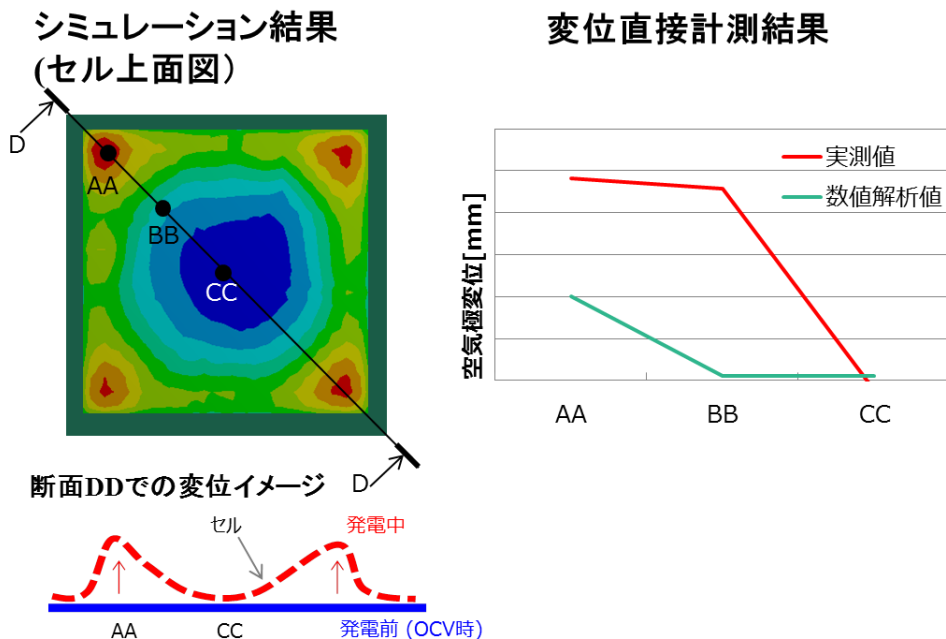 シミュレーション結果
(セル上面図）
D
AA
BB
CC
D
変位直接計測結果
実測値
数値解析値
空気極変位[mm]
AA
BB
CC
断面DDでの変位イメージ
セル
発電中
AA
CC
発電前 (OCV時)